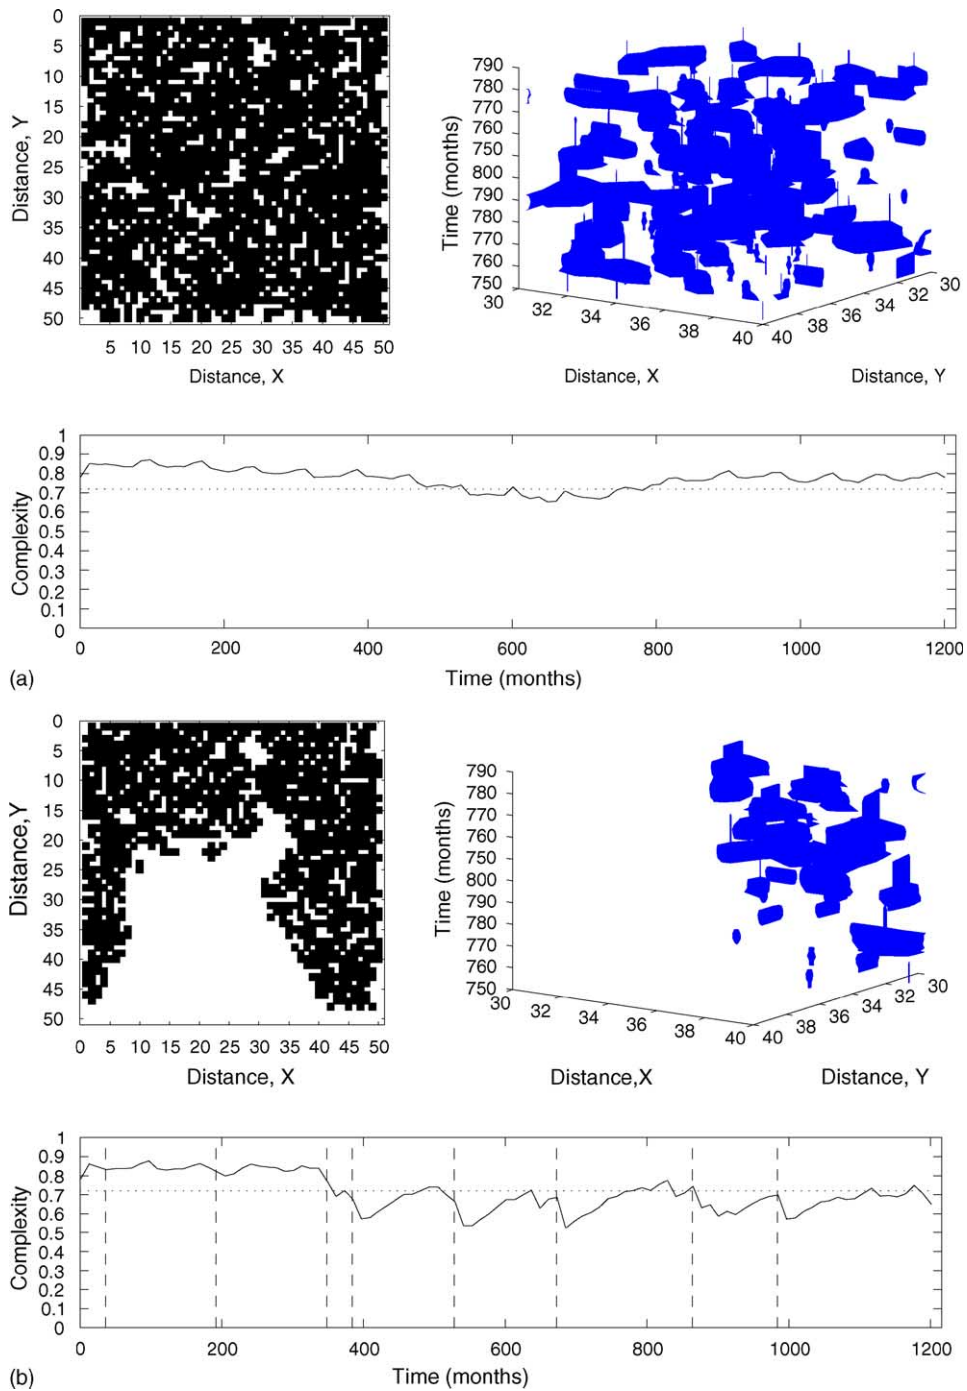 0
5
10
15
20
25
30
35
40
45
50
Distance, Y
5 10 15 20 25 30 35 40 45 50
Distance, X
790
780
770
760
750
800
790
780
770
760
750
Time (months)
30 32 34 36 38 40
Distance, X
40 38 36 34 32 30
Distance, Y
1
0.9
0.8
0.7
0.6
0.5
0.4
0.3
0.2
0.1
0
Complexity
0 200 400 600 800 1000 1200
Time (months)
(a)
0
5
10
15
20
25
30
35
40
45
50
Distance,Y
0 5 10 15 20 25 30 35 40 45 50
Distance, X
790
780
770
760
750
800
790
780
770
760
750
Time (months)
30 32 34 36 38 40
Distance,X
40 38 36 34 32 30
Distance, Y
1
0.9
0.8
0.7
0.6
0.5
0.4
0.3
0.2
0.1
0
Complexity
0 200 400 600 800 1000 1200
Time (months)
(b)